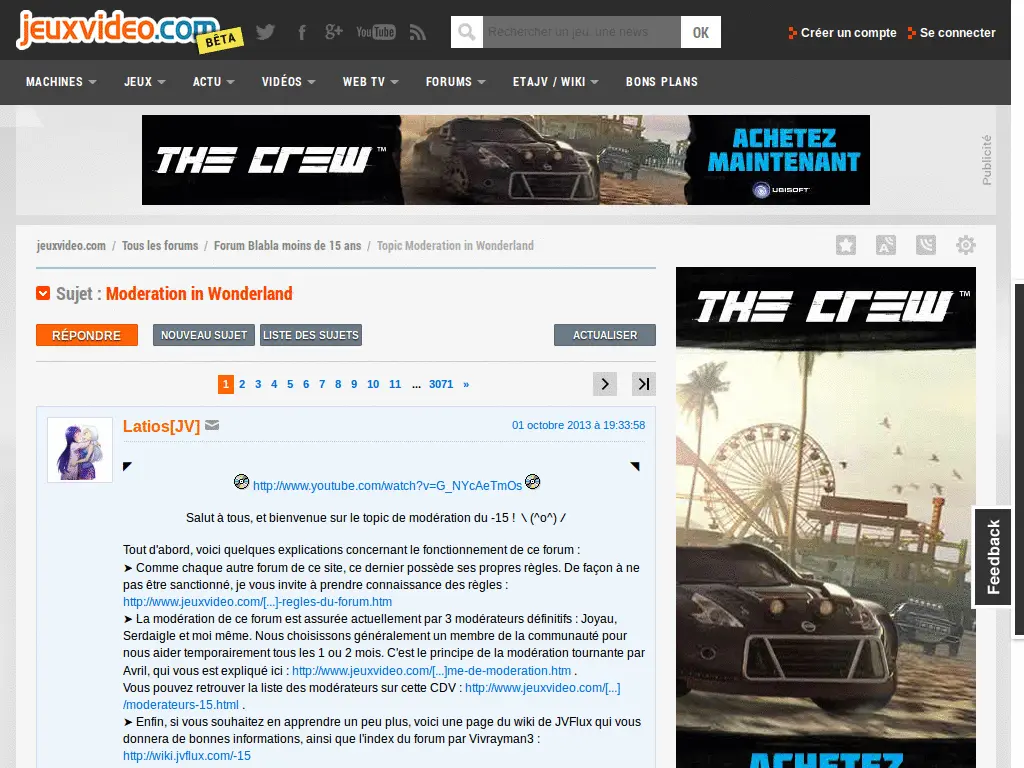 jeuxvideo.com
BÊTA
f
g+
YouTube
Rechercher un jeu, une news
OK
Créer un compte
Se connecter
MACHINES
JEUX
ACTU
VIDÉOS
WEB TV
FORUMS
ETAJV / WIKI
BONS PLANS
THE CREW™
ACHETEZ
MAINTENANT
UBISOFT
Publicité
jeuxvideo.com / Tous les forums / Forum Blabla moins de 15 ans / Topic Moderation in Wonderland
Sujet : Moderation in Wonderland
RÉPONDRE
NOUVEAU SUJET
LISTE DES SUJETS
ACTUALISER
1 2 3 4 5 6 7 8 9 10 11 ... 3071 »
Latios[JV]
01 octobre 2013 à 19:33:58
http://www.youtube.com/watch?v=G_NYcAeTmOs
Salut à tous, et bienvenue sur le topic de modération du -15 ! \ (^o^) /
Tout d'abord, voici quelques explications concernant le fonctionnement de ce forum :
➤ Comme chaque autre forum de ce site, ce dernier possède ses propres règles. De façon à ne
pas être sanctionné, je vous invite à prendre connaissance des règles :
http://www.jeuxvideo.com/[...]-regles-du-forum.htm
➤ La modération de ce forum est assurée actuellement par 3 modérateurs définitifs : Joyau,
Serdaigle et moi même. Nous choisissons généralement un membre de la communauté pour
nous aider temporairement tous les 1 ou 2 mois. C'est le principe de la modération tournante par
Avril, qui vous est expliqué ici : http://www.jeuxvideo.com/[...]me-de-moderation.htm .
Vous pouvez retrouver la liste des modérateurs sur cette CDV : http://www.jeuxvideo.com/[...]
/moderateurs-15.html .
➤ Enfin, si vous souhaitez en apprendre un peu plus, voici une page du wiki de JVFlux qui vous
donnera de bonnes informations, ainsi que l'index du forum par Vivrayman3 :
http://wiki.jvflux.com/-15
THE CREW™
ACHETEZ
Feedback